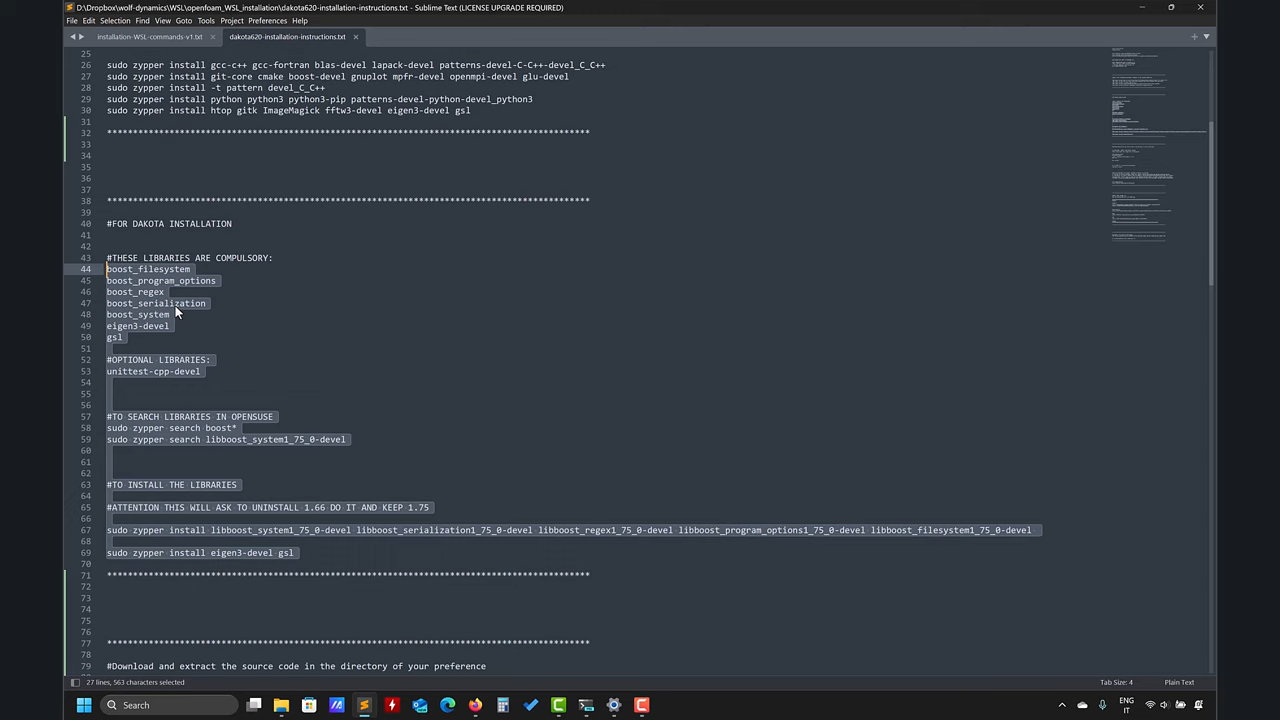 D:\Dropbox\wolf-dynamics\WSL\openfoam_WSL_installation\dakota620-installation-instructions.txt - Sublime Text (LICENSE UPGRADE REQUIRED)
File Edit Selection Find View Goto Tools Project Preferences Help
installation-WSL-commands-v1.txt dakota620-installation-instructions.txt
25
26 sudo zypper install gcc-c++ gcc-fortran blas-devel lapack-devel patterns-devel-C-C++-devel_C_C++
27 sudo zypper install git-core cmake boost-devel gnuplot mpfr-devel openmpi-devel glu-devel
28 sudo zypper install -t pattern devel_C_C++
29 sudo zypper install python python3 python3-pip patterns-devel-python-devel_python3
30 sudo zypper install htop gitk ImageMagick fftw3-devel eigen3-devel gsl
31
32 *********************************************************************************************
33
34
35
36
37
38 *********************************************************************************************
39
40 #FOR DAKOTA INSTALLATION
41
42
43 #THESE LIBRARIES ARE COMPULSORY:
44 boost_filesystem
45 boost_program_options
46 boost_regex
47 boost_serialization
48 boost_system
49 eigen3-devel
50 gsl
51
52 #OPTIONAL LIBRARIES:
53 unittest-cpp-devel
54
55
56
57 #TO SEARCH LIBRARIES IN OPENSUSE
58 sudo zypper search boost*
59 sudo zypper search libboost_system1_75_0-devel
60
61
62
63 #TO INSTALL THE LIBRARIES
64
65 #ATTENTION THIS WILL ASK TO UNINSTALL 1.66 DO IT AND KEEP 1.75
66
67 sudo zypper install libboost_system1_75_0-devel libboost_serialization1_75_0-devel libboost_regex1_75_0-devel libboost_program_options1_75_0-devel libboost_filesystem1_75_0-devel
68
69 sudo zypper install eigen3-devel gsl
70
71 *********************************************************************************************
72
73
74
75
76
77 *********************************************************************************************
78
79 #Download and extract the source code in the directory of your preference
27 lines, 563 characters selected Tab Size: 4 Plain Text
Search ENG
IT